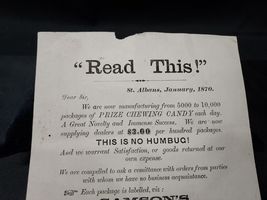 "Read This!"
St. Albans, January, 1870.
Dear Sir,
We are now manufacturing from 5000 to 10,000
packages of PRIZE CHEWING CANDY each day.
A Great Novelty and Immense Success. We are now
supplying dealers at $3.00 per hundred packages.
THIS IS NO HUMBUG!
And we warrant Satisfaction, or goods returned at our
own expense.
We are compelled to ask a remittance with orders from parties
with whom we have no business acquaintance.
☞ Each package is labelled, viz:
SAMSON'S